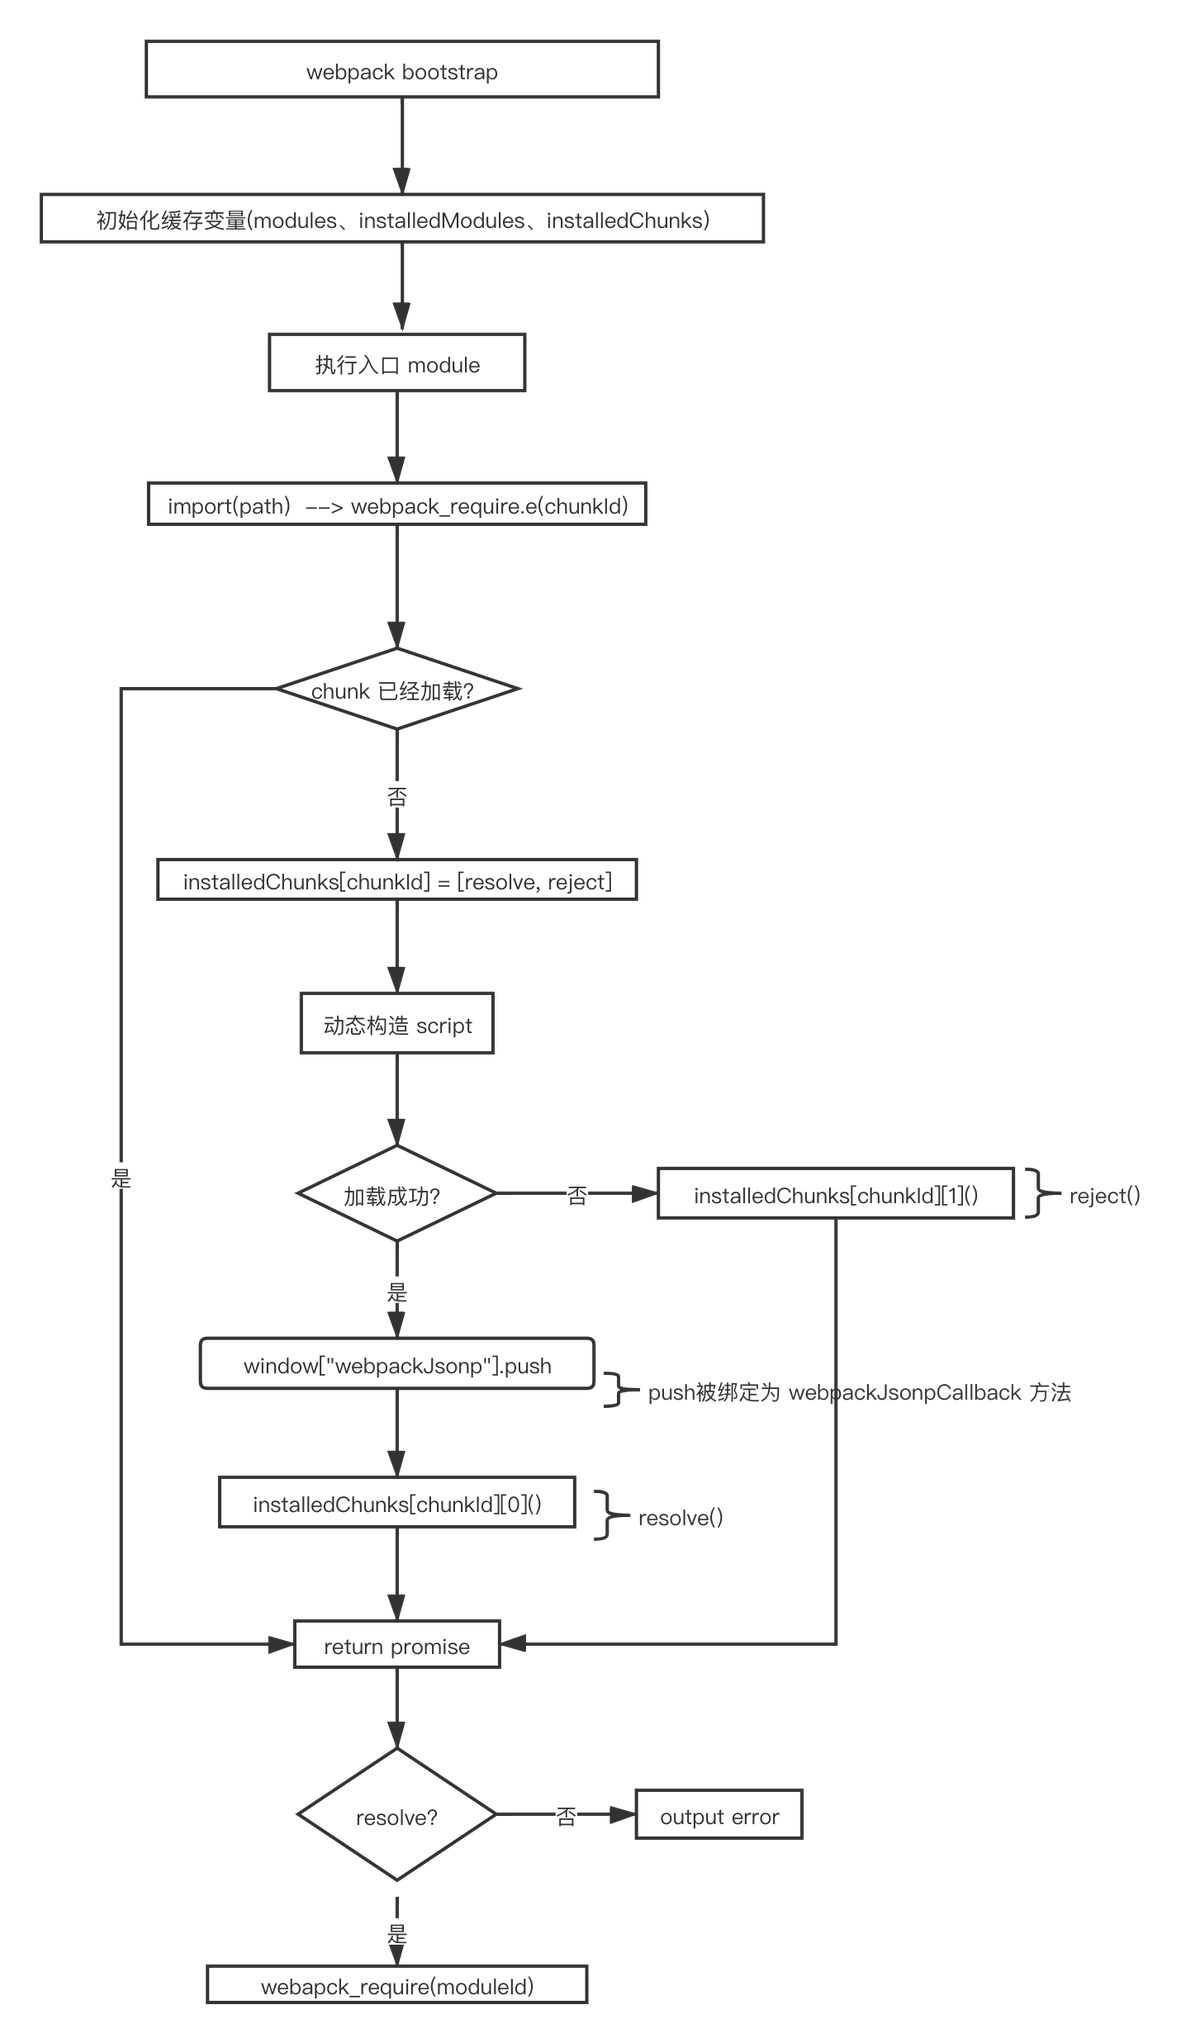 webpack bootstrap
初始化缓存变量(modules、installedModules、installedChunks)
执行入口 module
import(path)  --> webpack_require.e(chunkId)
chunk 已经加载?
否
installedChunks[chunkId] = [resolve, reject]
动态构造 script
是
加载成功?
否
installedChunks[chunkId][1]()
reject()
是
window["webpackJsonp"].push
push被绑定为 webpackJsonpCallback 方法
installedChunks[chunkId][0]()
resolve()
return promise
resolve?
否
output error
是
webapck_require(moduleId)